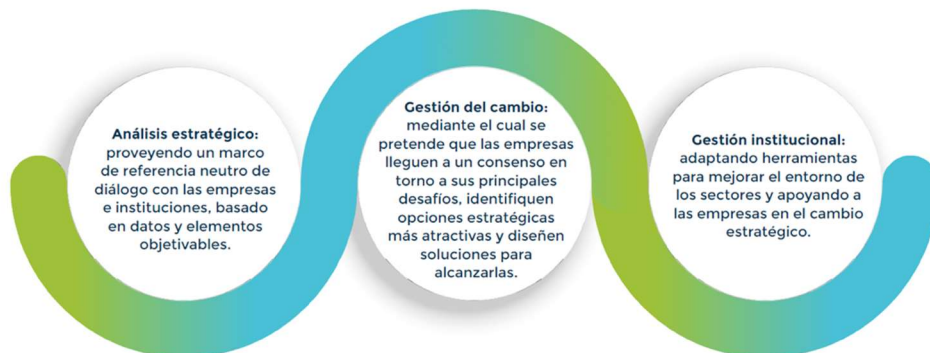 Análisis estratégico:
proveyendo un marco
de referencia neutro de
diálogo con las empresas
e instituciones, basado
en datos y elementos
objetivables.
Gestión del cambio:
mediante el cual se
pretende que las empresas
lleguen a un consenso en
torno a sus principales
desafíos, identifiquen
opciones estratégicas
más atractivas y diseñen
soluciones para
alcanzarlas.
Gestión institucional:
adaptando herramientas
para mejorar el entorno de
los sectores y apoyando a
las empresas en el cambio
estratégico.